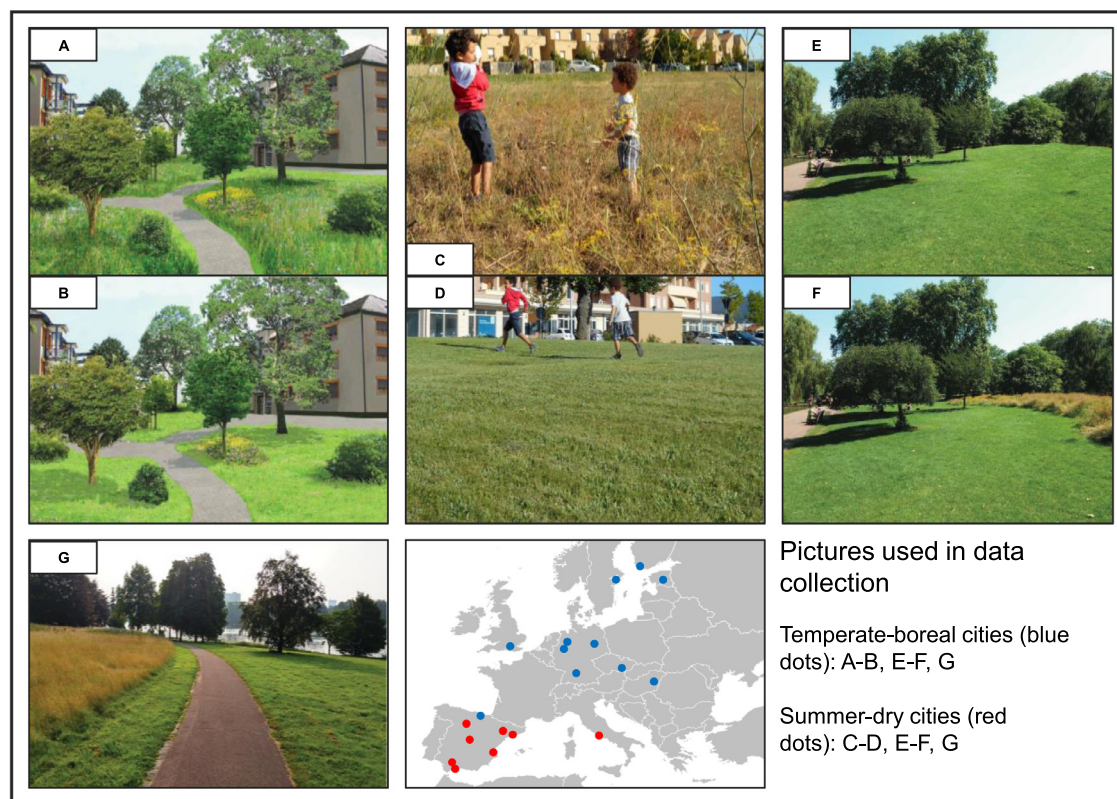 A
B
C
D
E
F
G
Pictures used in data
collection
Temperate-boreal cities (blue
dots): A-B, E-F, G
Summer-dry cities (red
dots): C-D, E-F, G